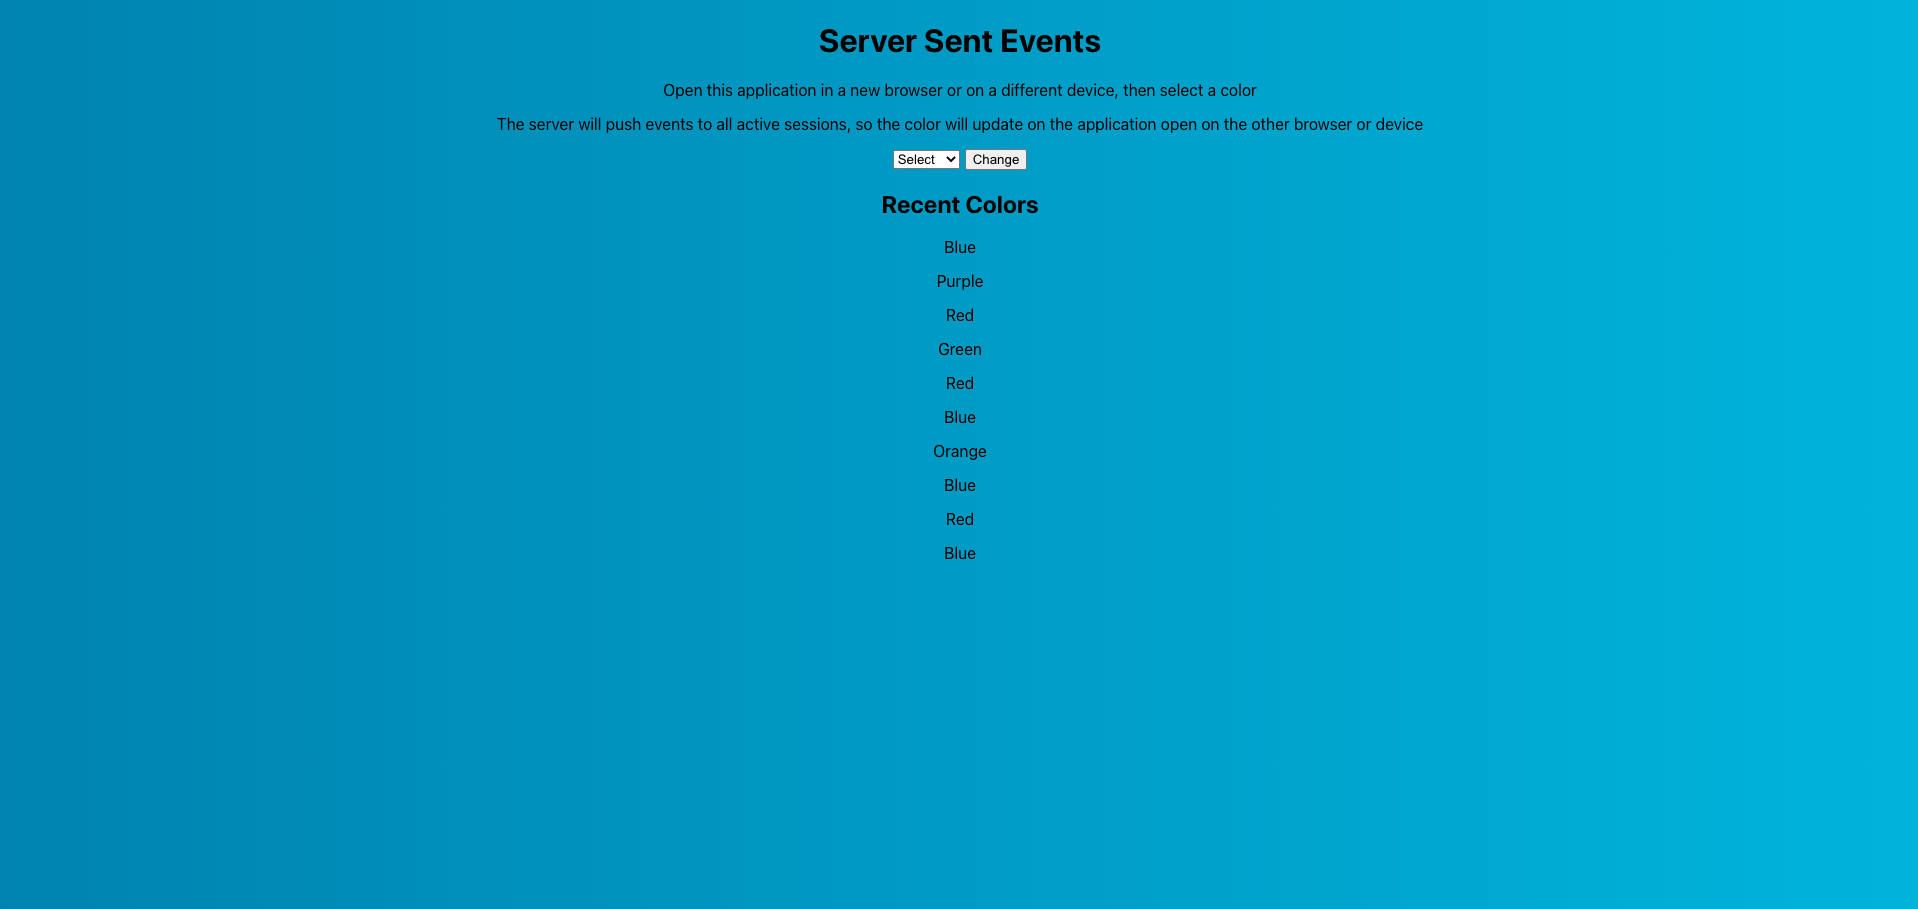 Server Sent Events
Open this application in a new browser or on a different device, then select a color
The server will push events to all active sessions, so the color will update on the application open on the other browser or device
Select Change
Recent Colors
Blue
Purple
Red
Green
Red
Blue
Orange
Blue
Red
Blue